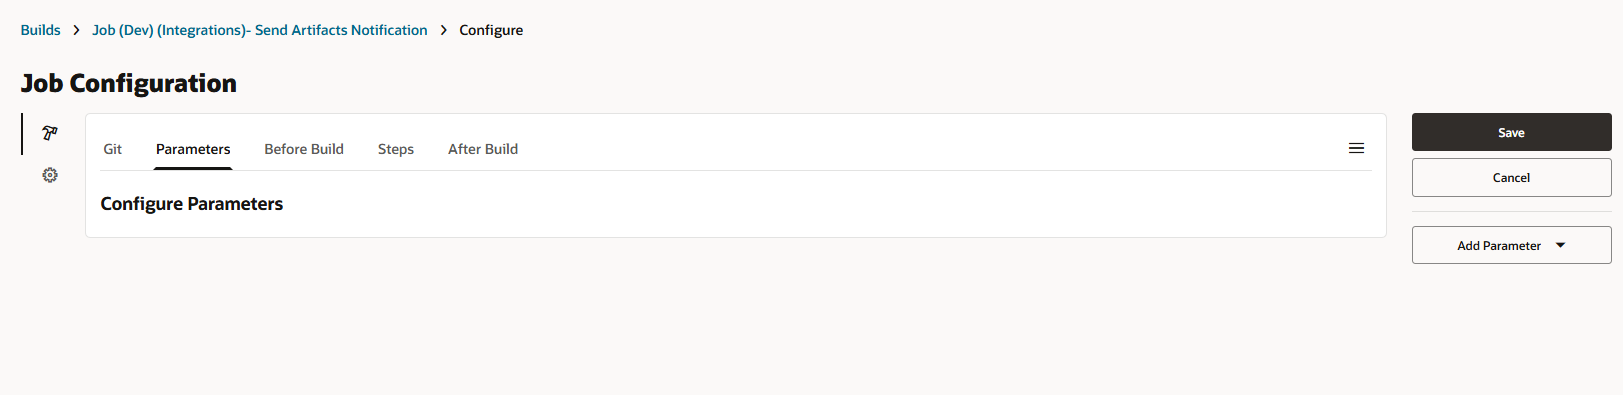 Builds > Job (Dev) (Integrations)- Send Artifacts Notification > Configure
Job Configuration
Git Parameters Before Build Steps After Build
Configure Parameters
Save
Cancel
Add Parameter